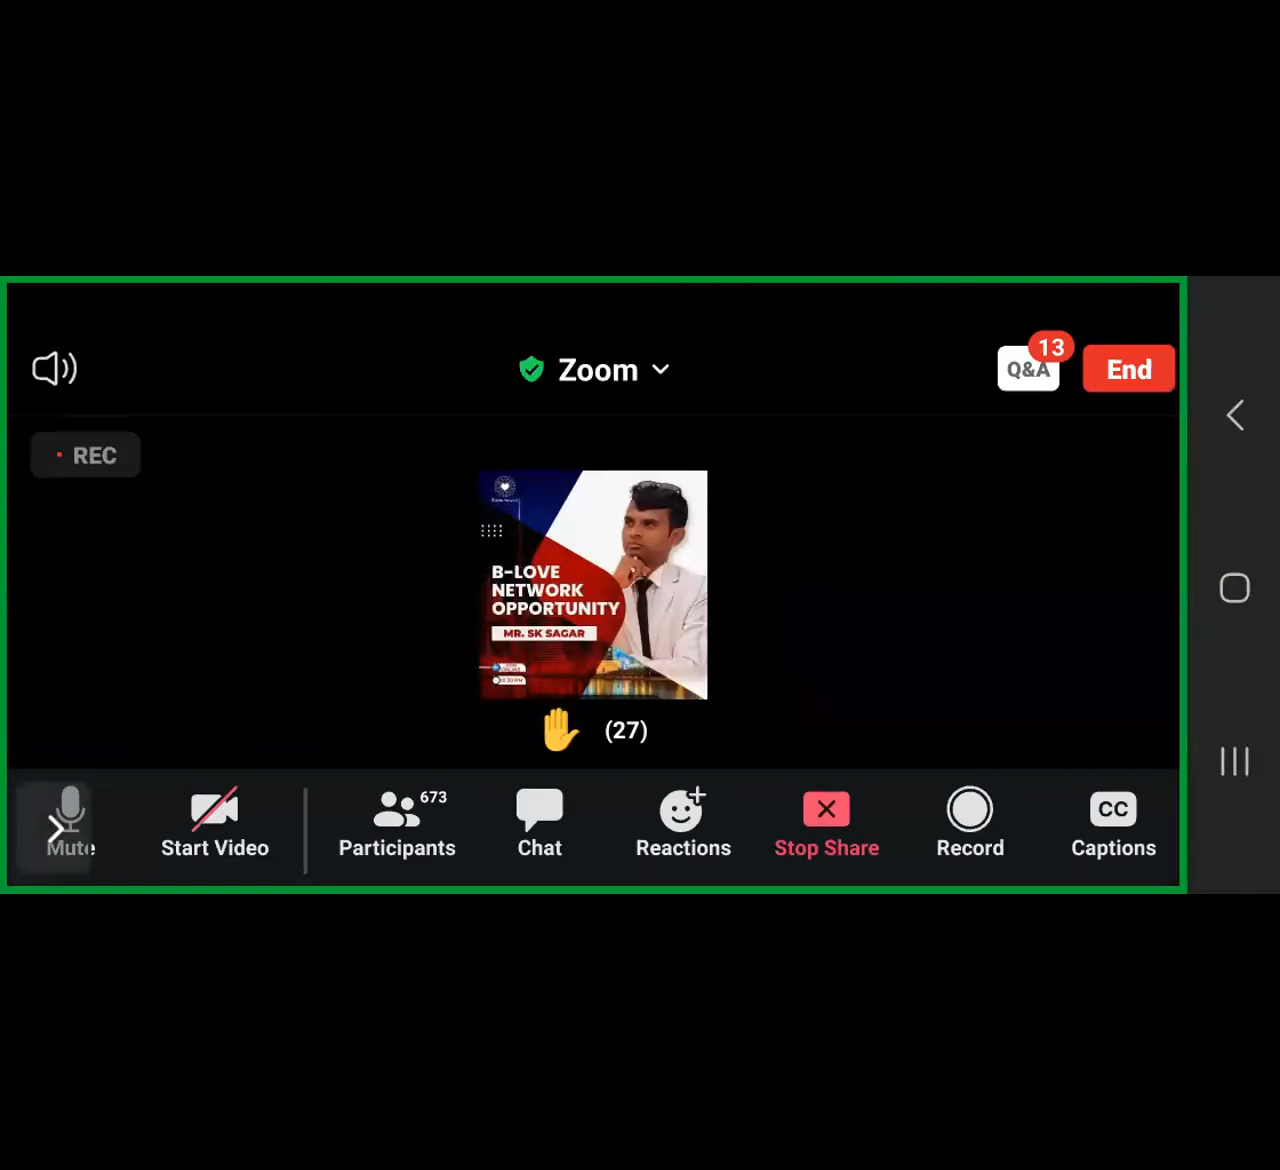 13
Zoom
Q&A
End
REC
B-LOVE
NETWORK
OPPORTUNITY
MR. SK SAGAR
(27)
673
Mute
Start Video
Participants
Chat
Reactions
Stop Share
Record
CC
Captions